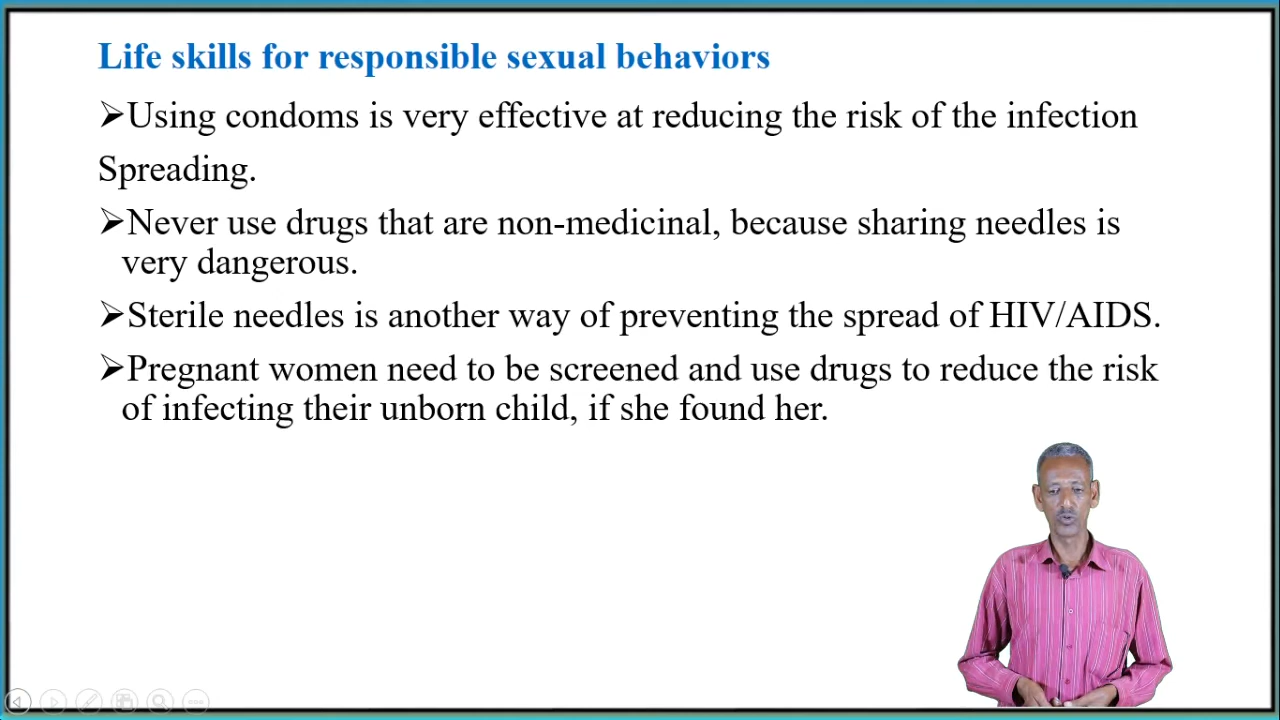 Life skills for responsible sexual behaviors
➢Using condoms is very effective at reducing the risk of the infection
Spreading.
➢Never use drugs that are non-medicinal, because sharing needles is
very dangerous.
➢Sterile needles is another way of preventing the spread of HIV/AIDS.
➢Pregnant women need to be screened and use drugs to reduce the risk
of infecting their unborn child, if she found her.